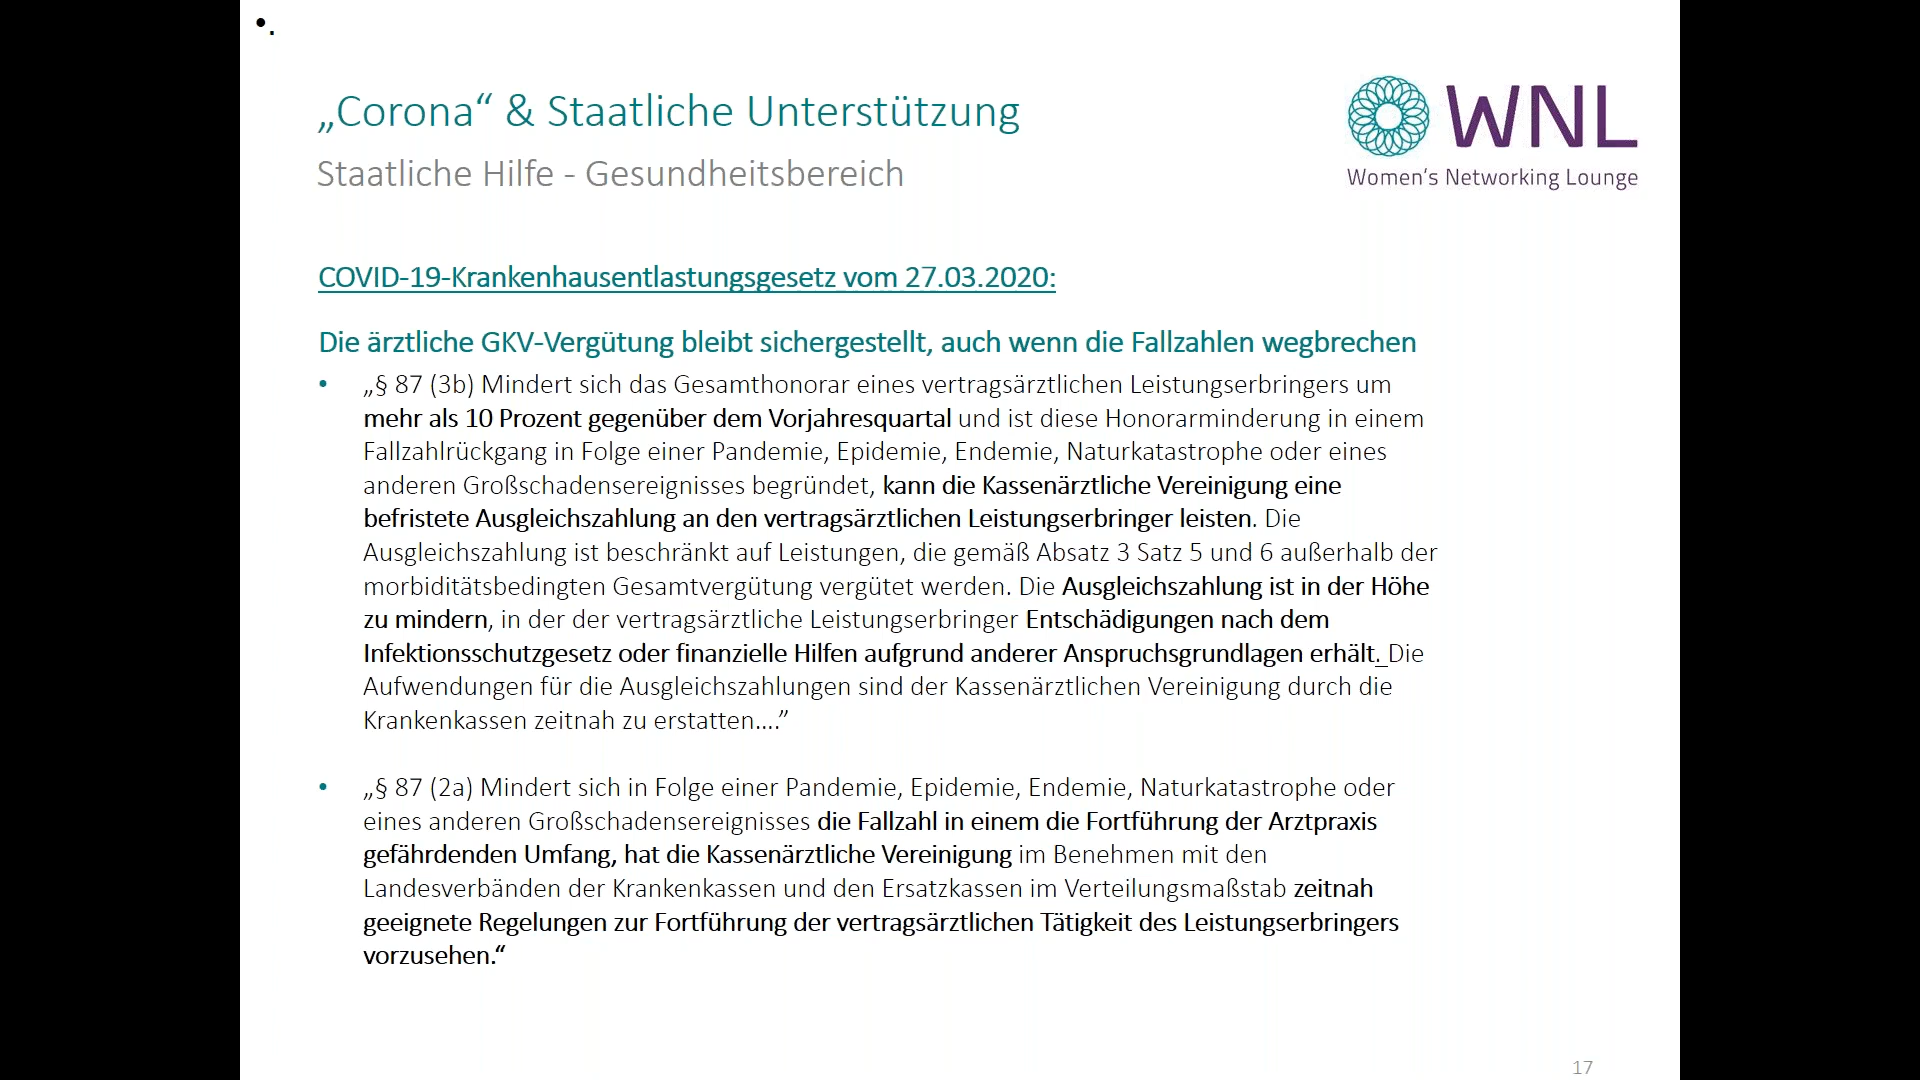 •.
„Corona“ & Staatliche Unterstützung
Staatliche Hilfe - Gesundheitsbereich
WNL
Women's Networking Lounge
COVID-19-Krankenhausentlastungsgesetz vom 27.03.2020:
Die ärztliche GKV-Vergütung bleibt sichergestellt, auch wenn die Fallzahlen wegbrechen
• „§ 87 (3b) Mindert sich das Gesamthonorar eines vertragsärztlichen Leistungserbringers um
mehr als 10 Prozent gegenüber dem Vorjahresquartal und ist diese Honorarminderung in einem
Fallzahlrückgang in Folge einer Pandemie, Epidemie, Endemie, Naturkatastrophe oder eines
anderen Großschadensereignisses begründet, kann die Kassenärztliche Vereinigung eine
befristete Ausgleichszahlung an den vertragsärztlichen Leistungserbringer leisten. Die
Ausgleichszahlung ist beschränkt auf Leistungen, die gemäß Absatz 3 Satz 5 und 6 außerhalb der
morbiditätsbedingten Gesamtvergütung vergütet werden. Die Ausgleichszahlung ist in der Höhe
zu mindern, in der der vertragsärztliche Leistungserbringer Entschädigungen nach dem
Infektionsschutzgesetz oder finanzielle Hilfen aufgrund anderer Anspruchsgrundlagen erhält. Die
Aufwendungen für die Ausgleichszahlungen sind der Kassenärztlichen Vereinigung durch die
Krankenkassen zeitnah zu erstatten....”
• „§ 87 (2a) Mindert sich in Folge einer Pandemie, Epidemie, Endemie, Naturkatastrophe oder
eines anderen Großschadensereignisses die Fallzahl in einem die Fortführung der Arztpraxis
gefährdenden Umfang, hat die Kassenärztliche Vereinigung im Benehmen mit den
Landesverbänden der Krankenkassen und den Ersatzkassen im Verteilungsmaßstab zeitnah
geeignete Regelungen zur Fortführung der vertragsärztlichen Tätigkeit des Leistungserbringers
vorzusehen.“
17